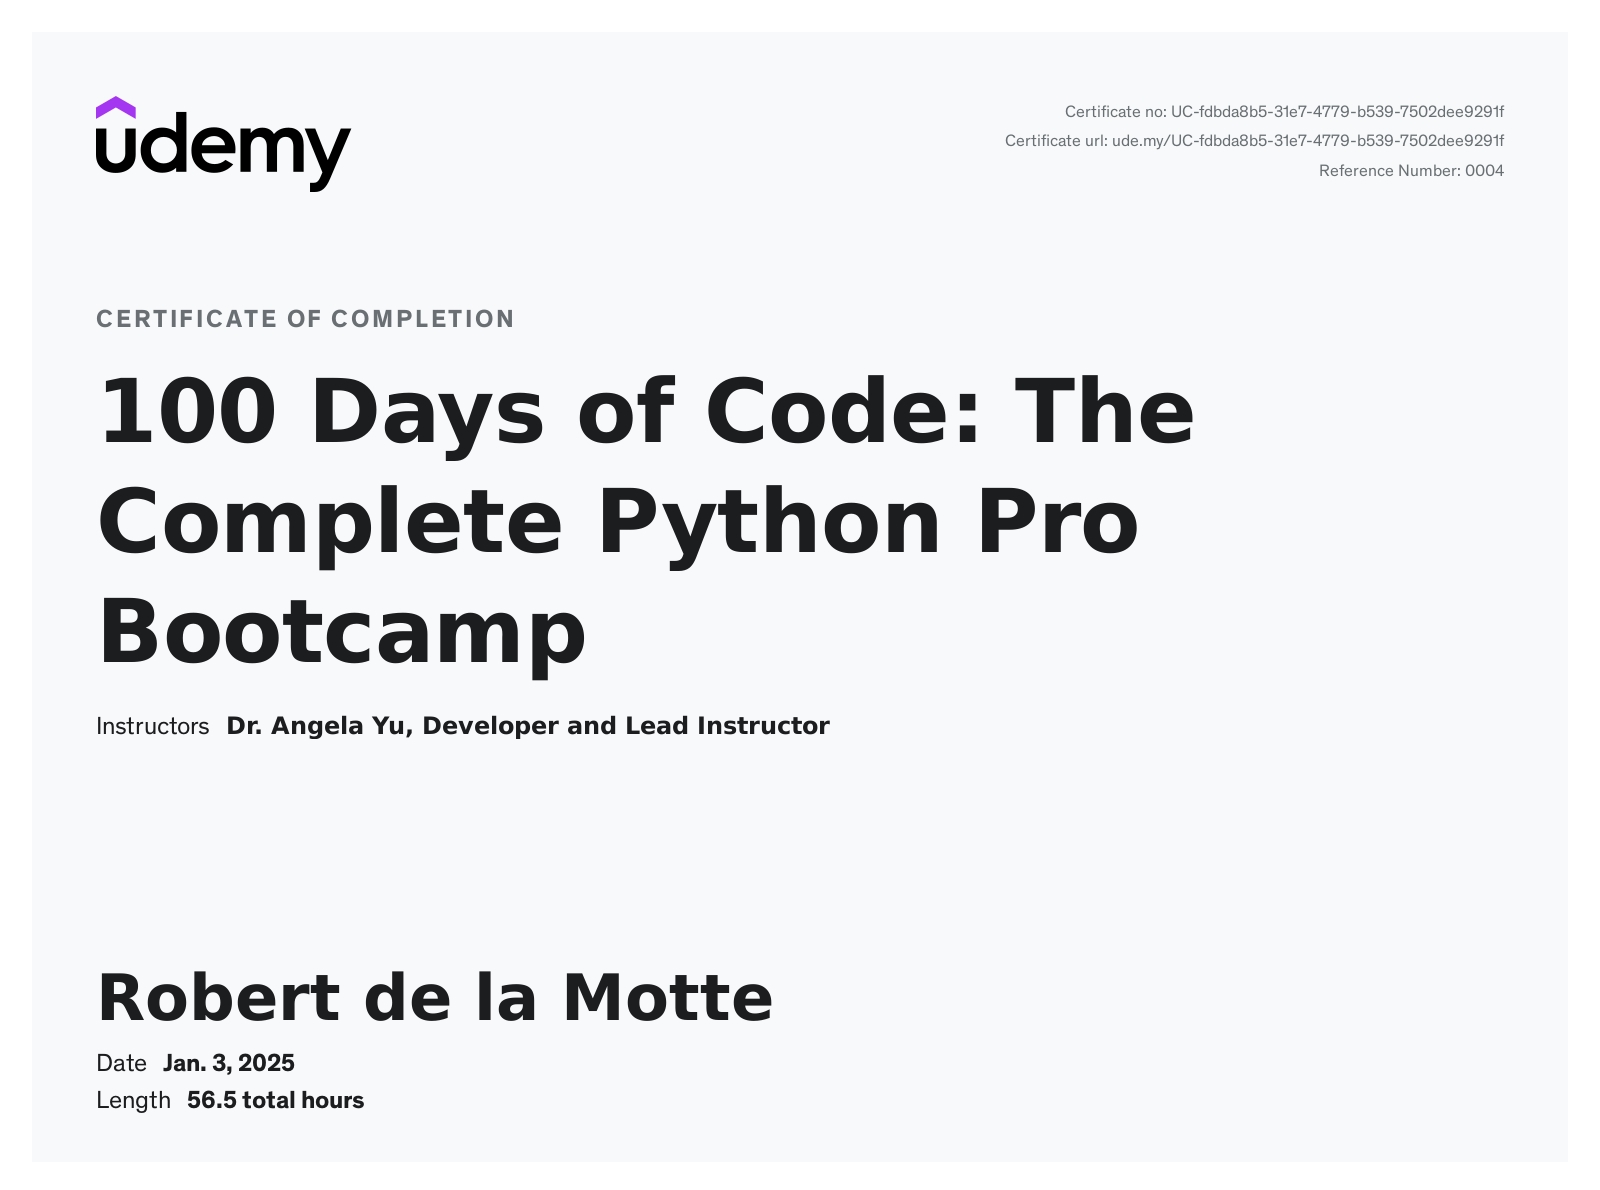 udemy
Certificate no: UC-fdbda8b5-31e7-4779-b539-7502dee9291f
Certificate url: ude.my/UC-fdbda8b5-31e7-4779-b539-7502dee9291f
Reference Number: 0004
CERTIFICATE OF COMPLETION
100 Days of Code: The
Complete Python Pro
Bootcamp
Instructors Dr. Angela Yu, Developer and Lead Instructor
Robert de la Motte
Date Jan. 3, 2025
Length 56.5 total hours